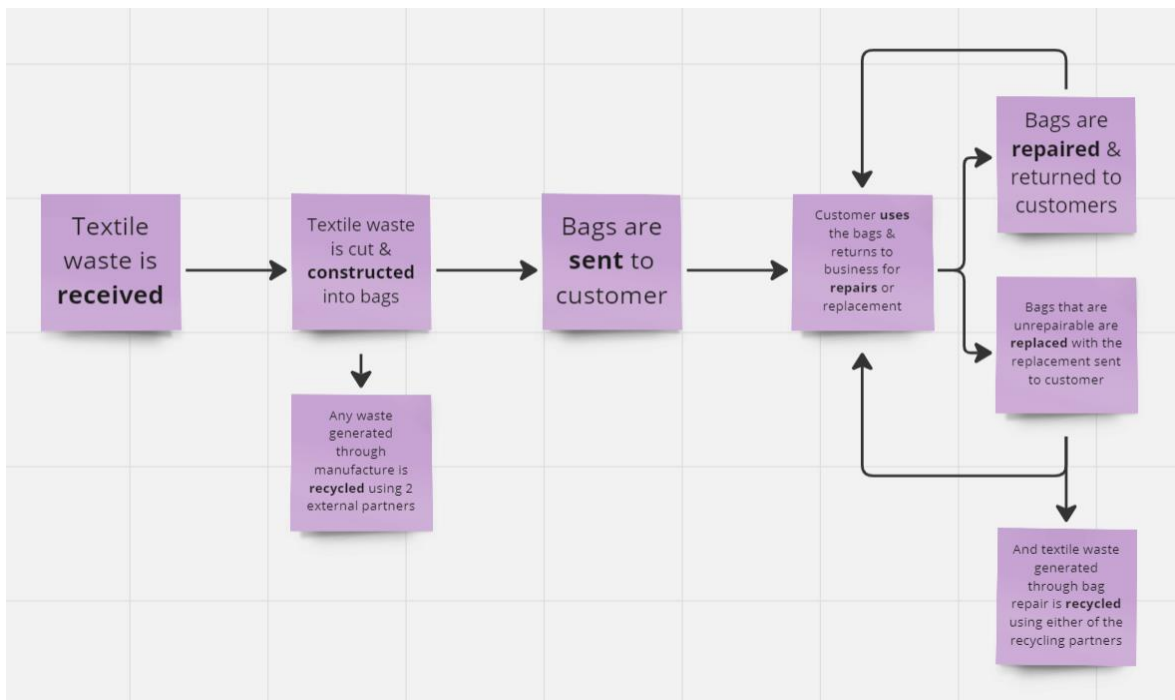 Textile
waste is
received
Textile waste
is cut &
constructed
into bags
Any waste
generated
through
manufacture is
recycled using 2
external partners
Bags are
sent to
customer
Customer uses
the bags &
returns to
business for
repairs or
replacement
Bags are
repaired &
returned to
customers
Bags that are
unrepairable are
replaced with the
replacement sent
to customer
And textile waste
generated
through bag
repair is recycled
using either of the
recycling partners